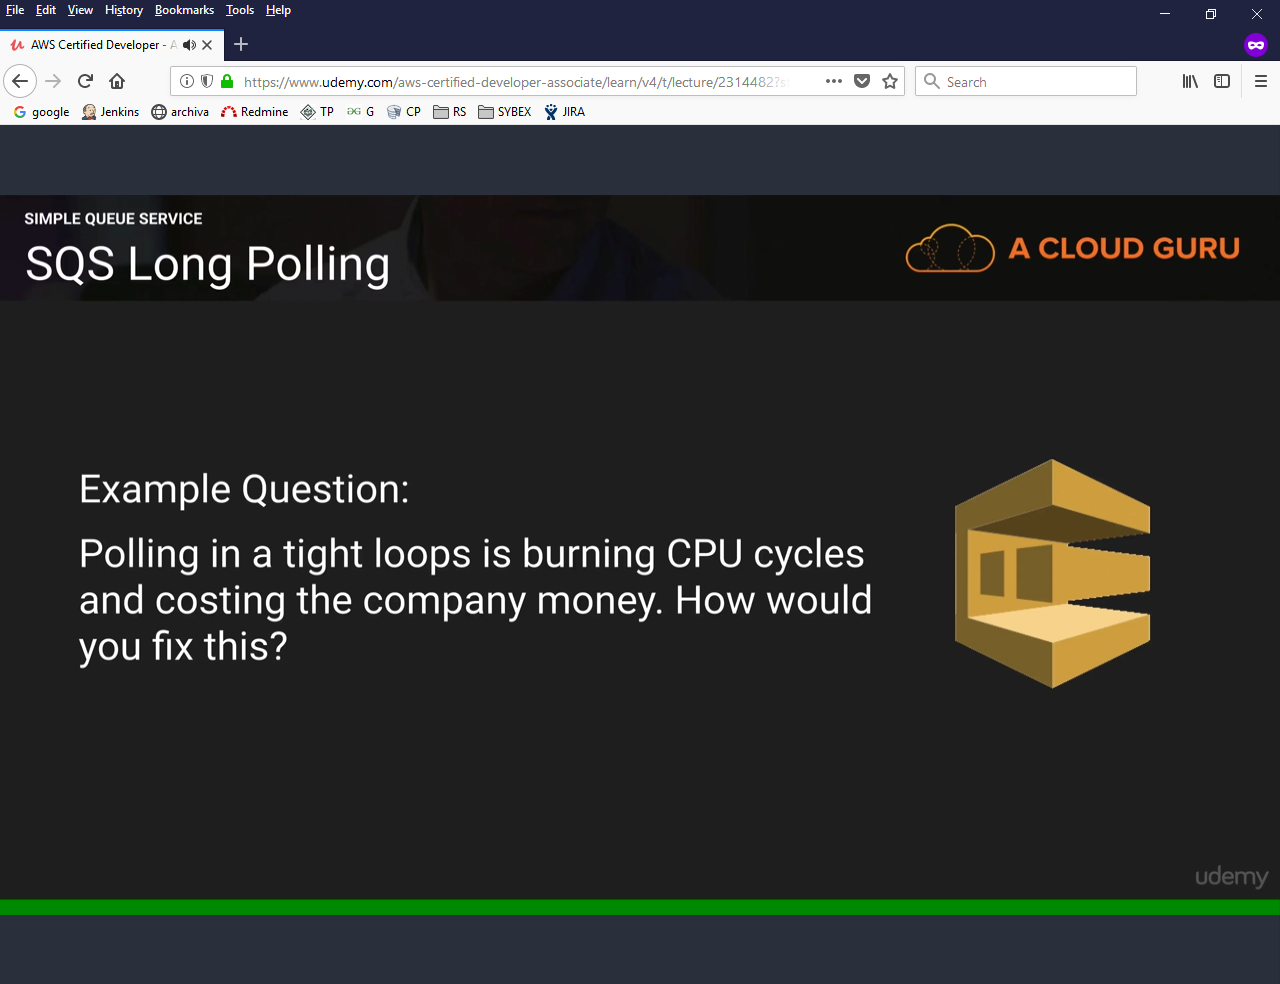 File Edit View History Bookmarks Tools Help
AWS Certified Developer - A
https://www.udemy.com/aws-certified-developer-associate/learn/v4/t/lecture/2314482?s
Search
google Jenkins archiva Redmine TP G CP RS SYBEX JIRA
SIMPLE QUEUE SERVICE
SQS Long Polling
A CLOUD GURU
Example Question:
Polling in a tight loops is burning CPU cycles
and costing the company money. How would
you fix this?
udemy